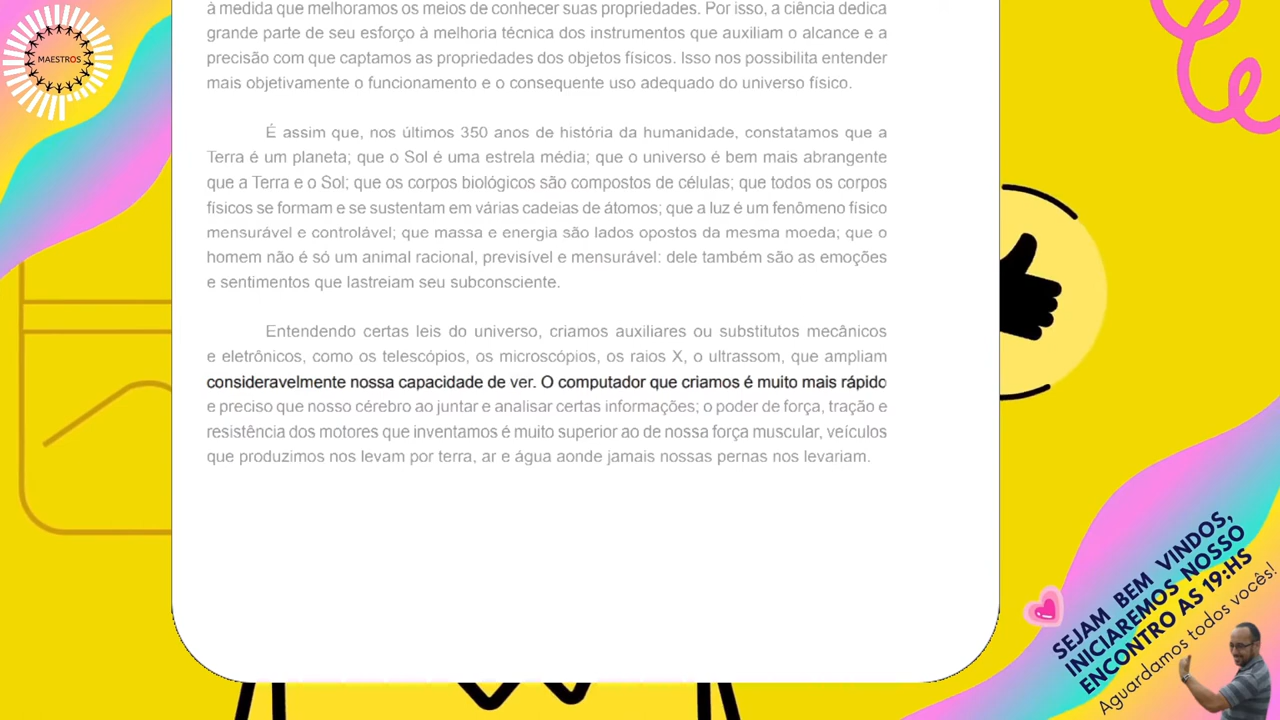 MAESTROS
à medida que melhoramos os meios de conhecer suas propriedades. Por isso, a ciência dedica
grande parte de seu esforço à melhoria técnica dos instrumentos que auxiliam o alcance e a
precisão com que captamos as propriedades dos objetos físicos. Isso nos possibilita entender
mais objetivamente o funcionamento e o consequente uso adequado do universo físico.
É assim que, nos últimos 350 anos de história da humanidade, constatamos que a
Terra é um planeta; que o Sol é uma estrela média; que o universo é bem mais abrangente
que a Terra e o Sol; que os corpos biológicos são compostos de células; que todos os corpos
físicos se formam e se sustentam em várias cadeias de átomos; que a luz é um fenômeno físico
mensurável e controlável; que massa e energia são lados opostos da mesma moeda; que o
homem não é só um animal racional, previsível e mensurável: dele também são as emoções
e sentimentos que lastreiam seu subconsciente.
Entendendo certas leis do universo, criamos auxiliares ou substitutos mecânicos
e eletrônicos, como os telescópios, os microscópios, os raios X, o ultrassom, que ampliam
consideravelmente nossa capacidade de ver. O computador que criamos é muito mais rápido
e preciso que nosso cérebro ao juntar e analisar certas informações; o poder de força, tração e
resistência dos motores que inventamos é muito superior ao de nossa força muscular, veículos
que produzimos nos levam por terra, ar e água aonde jamais nossas pernas nos levariam.
SEJAM BEM VINDOS,
INICIAREMOS NOSSO
ENCONTRO AS 19:HS
Aguardamos todos vocês!